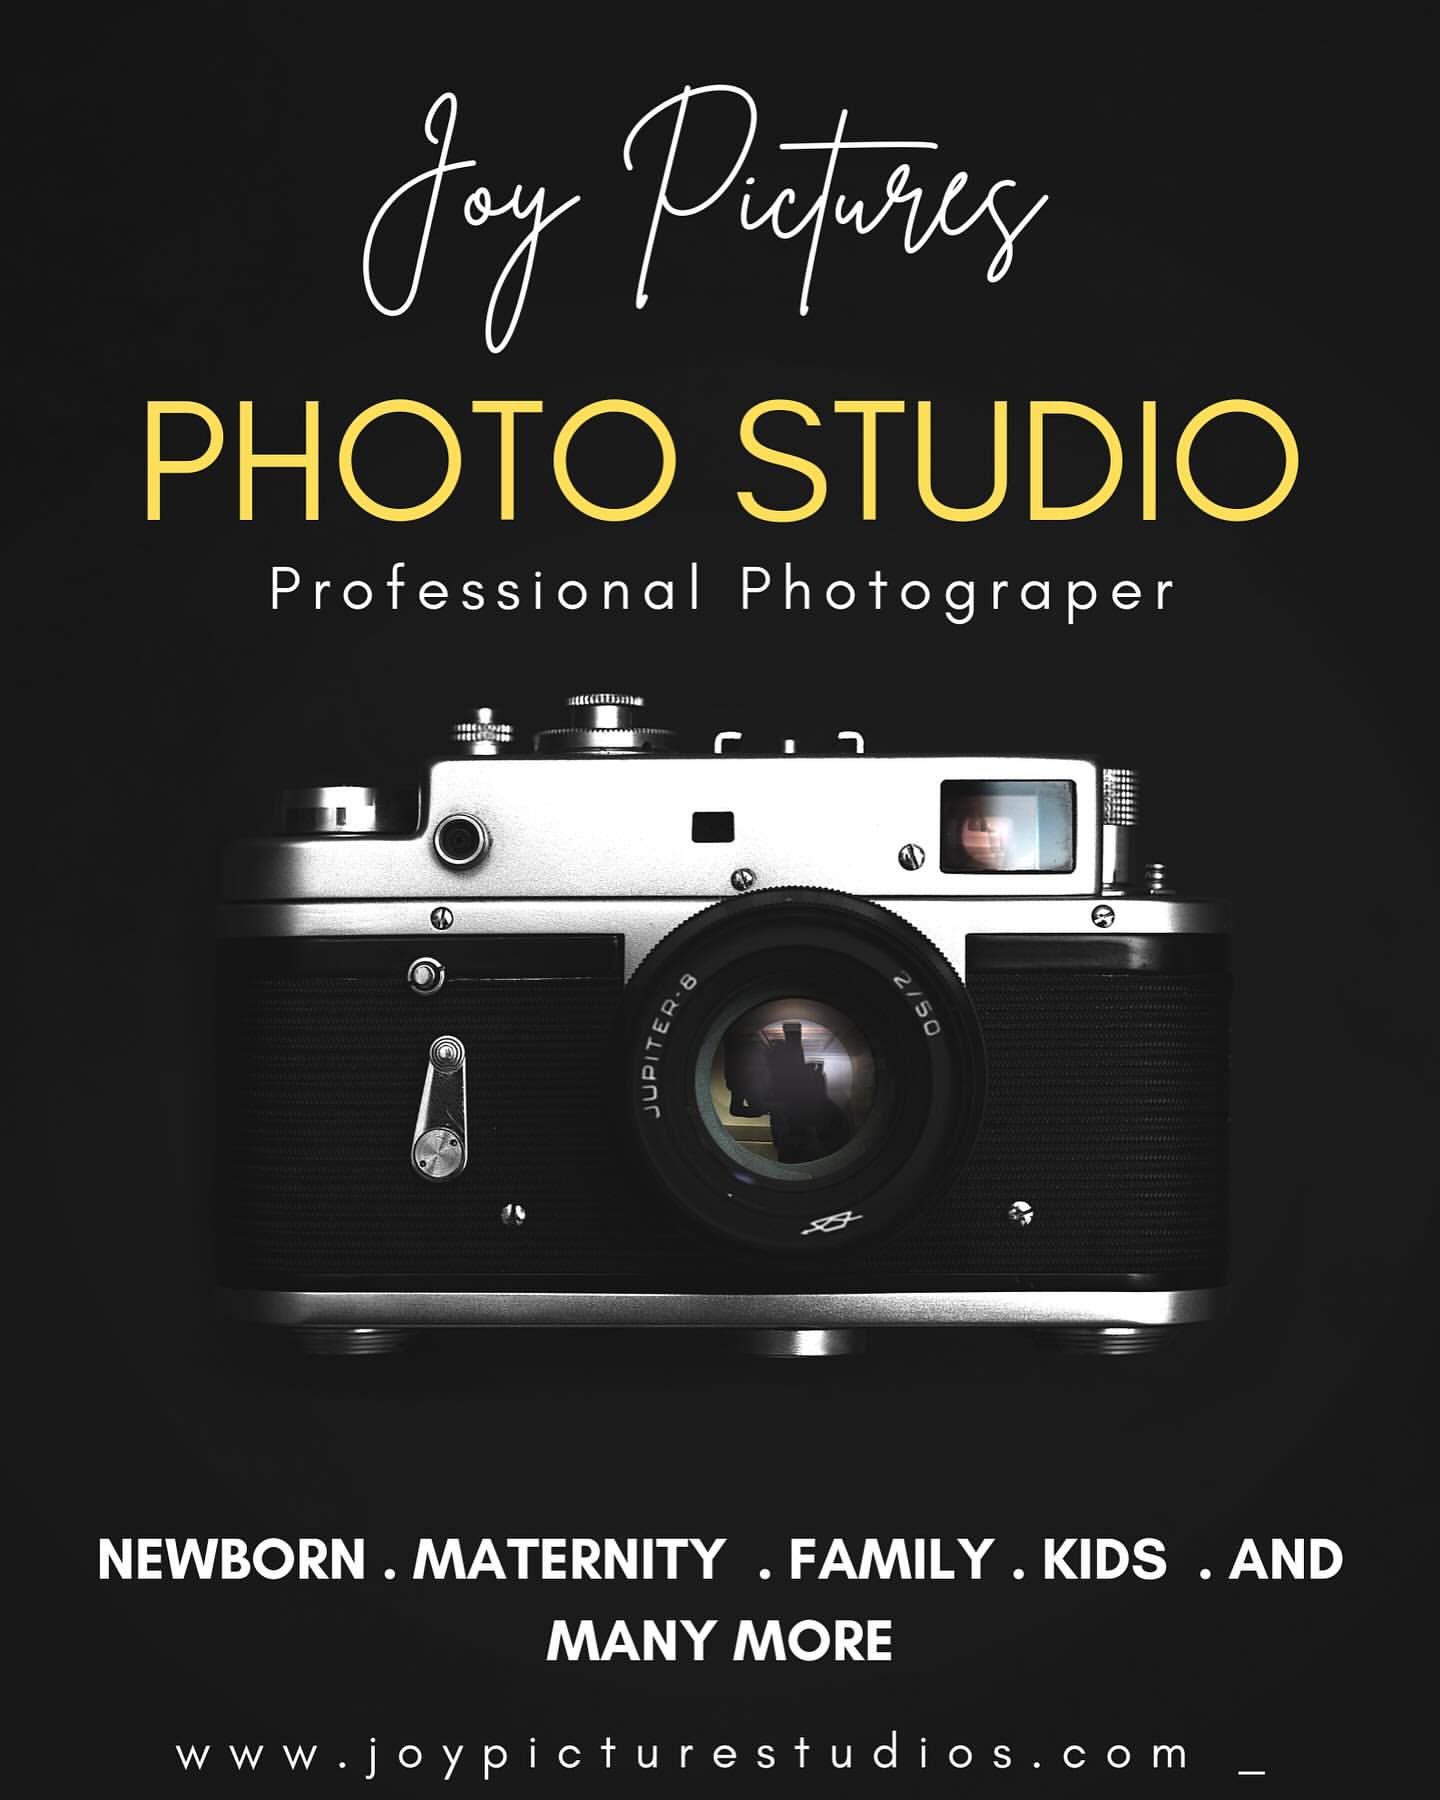 Joy Pictures
PHOTO STUDIO
Professional Photograper
JUPITER-8
2/50
NEWBORN . MATERNITY . FAMILY . KIDS . AND
MANY MORE
www.joypicturestudios.com _